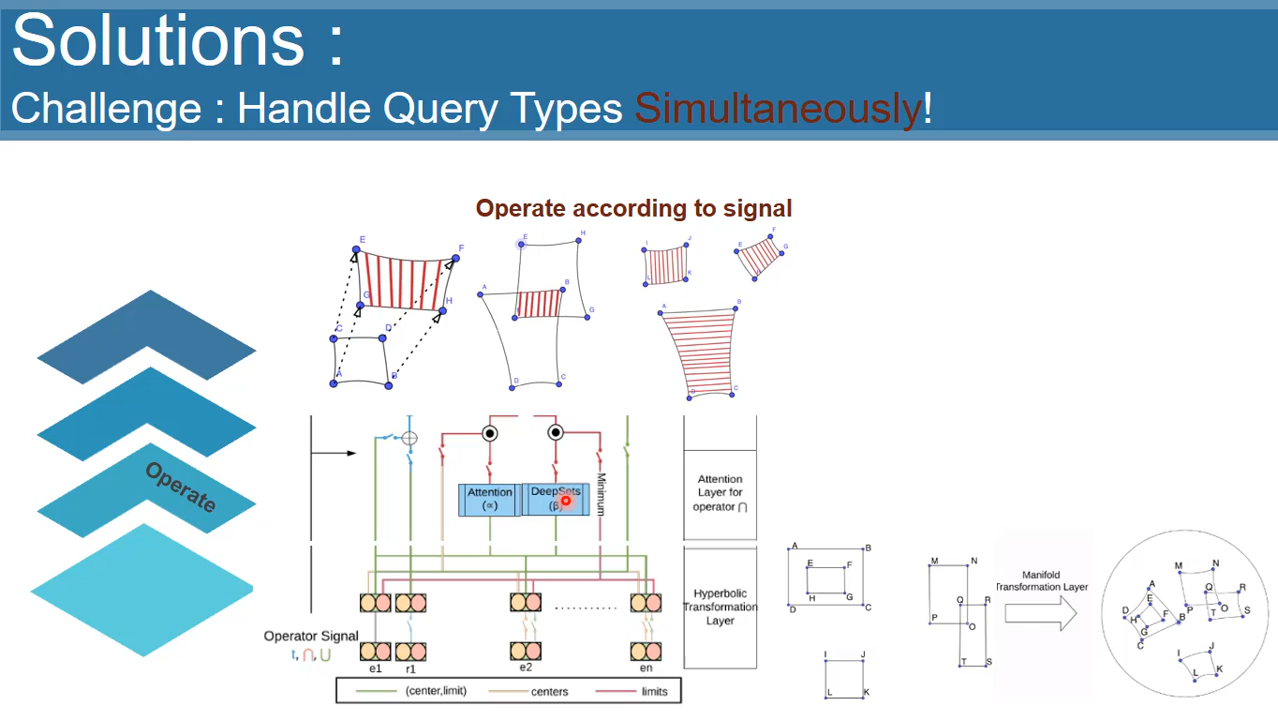 Solutions :
Challenge : Handle Query Types Simultaneously!
Operate according to signal
E
F
G
H
C
D
A
B
E
H
A
B
G
D
C
I
J
L
K
F
E
G
A
B
C
Operate
Attention
(∝)
DeepSets
(β)
Minimum
Attention
Layer for
operator ∩
Hyperbolic
Transformation
Layer
Operator Signal
t, ∩, ∪
e1 r1 e2 en
(center,limit) centers limits
A B
E F
H G
D C
I J
L K
M N
Q R
P O
T S
Manifold
Transformation Layer
M N
A Q R
E
D H F P O S
B T
G
C
I J
L K